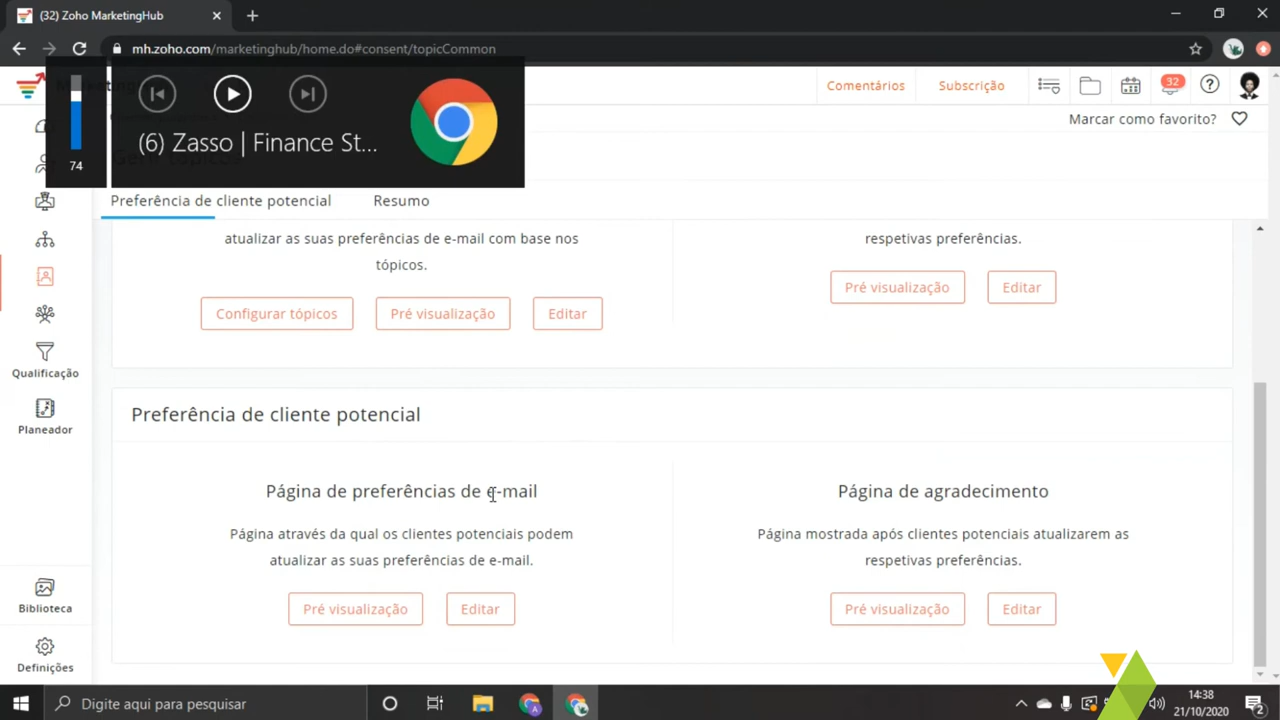 (32) Zoho MarketingHub
mh.zoho.com/marketinghub/home.do#consent/topicCommon
Comentários
Subscrição
32
Marcar como favorito?
74
(6) Zasso | Finance St...
Preferência de cliente potencial
Resumo
atualizar as suas preferências de e-mail com base nos
tópicos.
Configurar tópicos
Pré visualização
Editar
respetivas preferências.
Pré visualização
Editar
Qualificação
Planeador
Biblioteca
Definições
Preferência de cliente potencial
Página de preferências de e-mail
Página através da qual os clientes potenciais podem
atualizar as suas preferências de e-mail.
Pré visualização
Editar
Página de agradecimento
Página mostrada após clientes potenciais atualizarem as
respetivas preferências.
Pré visualização
Editar
Digite aqui para pesquisar
14:38
21/10/2020
2